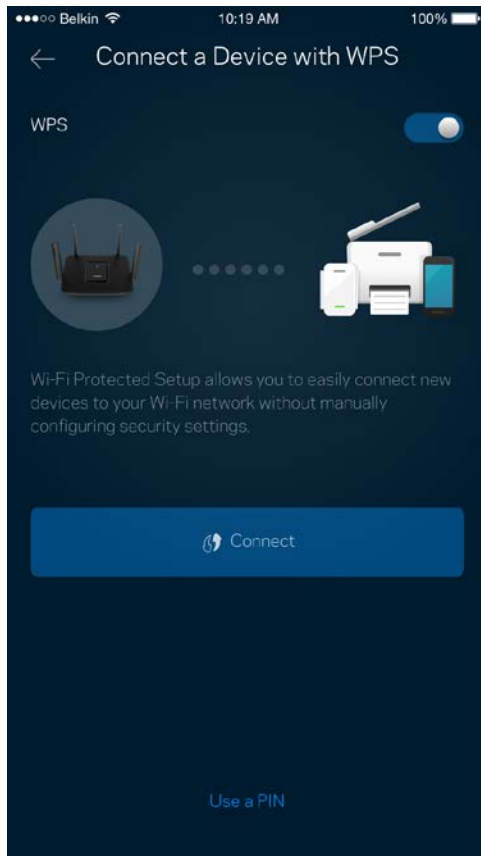 Belkin 10:19 AM 100%
Connect a Device with WPS
WPS
Wi-Fi Protected Setup allows you to easily connect new
devices to your Wi-Fi network without manually
configuring security settings.
Connect
Use a PIN